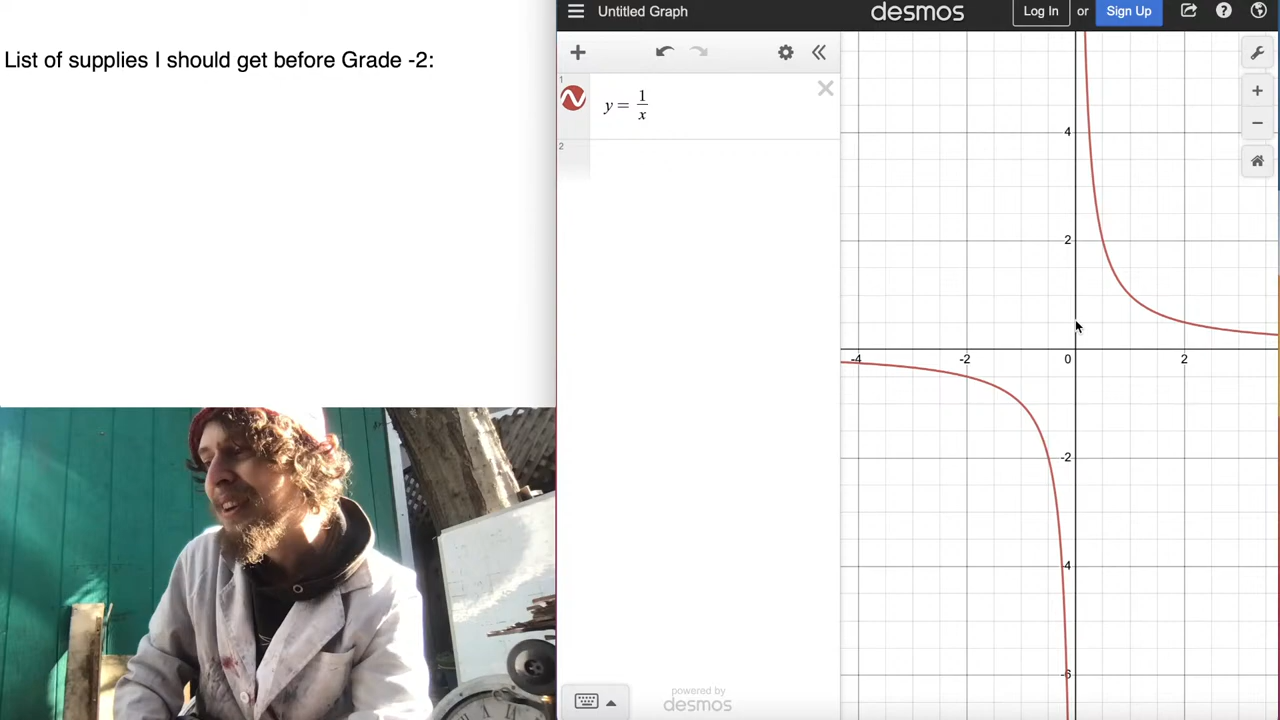 List of supplies I should get before Grade -2:
Untitled Graph
desmos
Log In or Sign Up
1
y = 1/x
2
4
2
-4 -2 0 2
-2
-4
-6
powered by
desmos